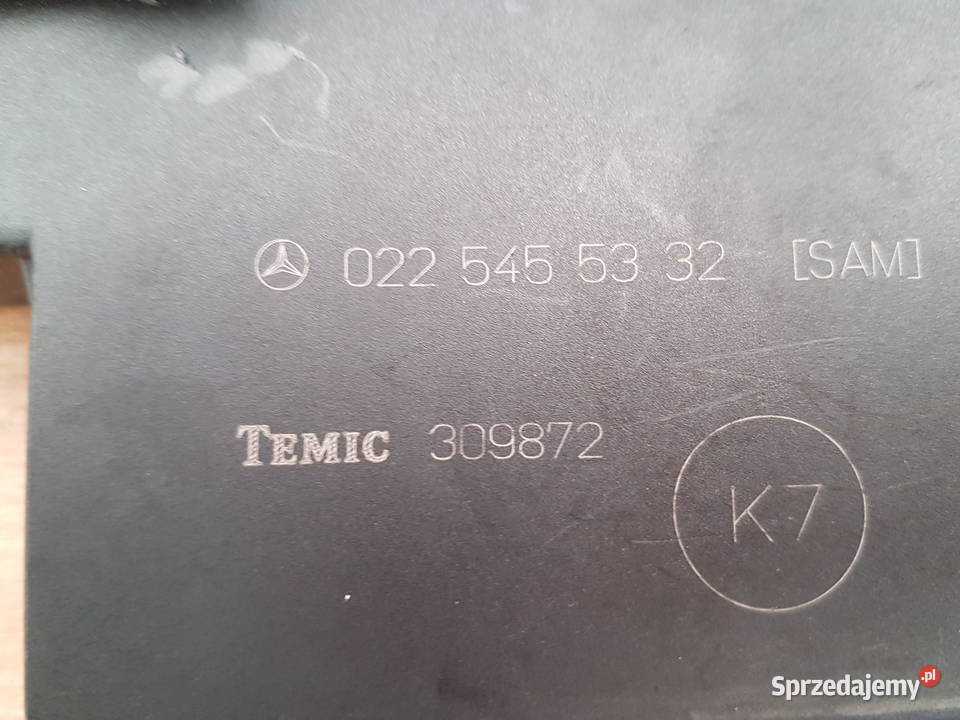 022 545 53 32 [SAM]
TEMIC 309872
K7
Sprzedajemy.pl